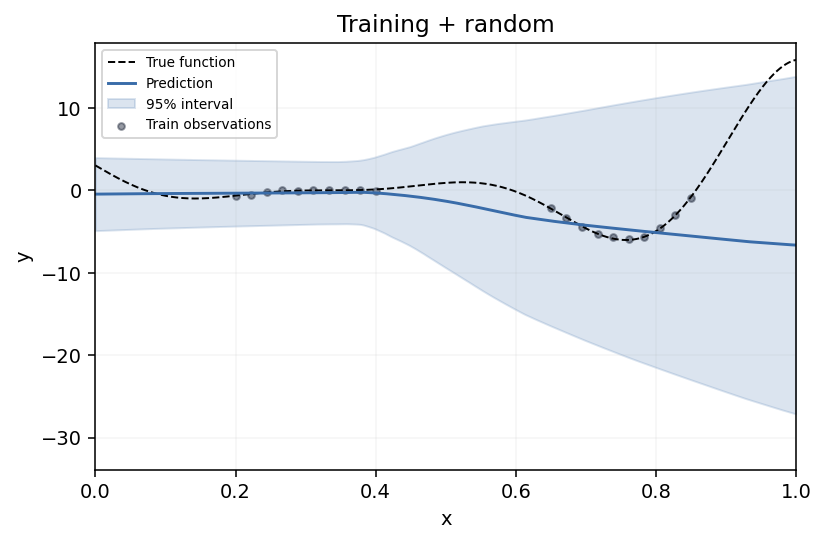 Training + random
True function
Prediction
95% interval
Train observations
10
0
−10
−20
−30
y
0.0 0.2 0.4 0.6 0.8 1.0
x